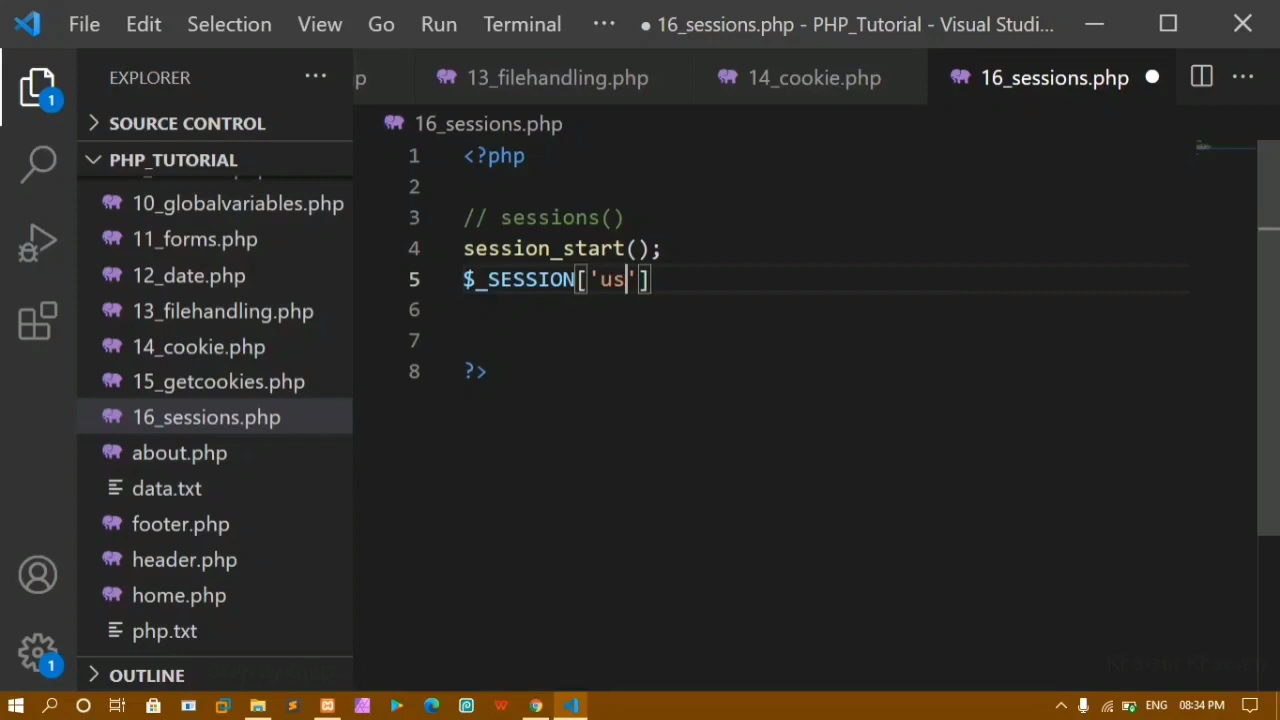 File Edit Selection View Go Run Terminal ··· ● 16_sessions.php - PHP_Tutorial - Visual Studi...
EXPLORER ···
p 13_filehandling.php 14_cookie.php 16_sessions.php ● ···
1
SOURCE CONTROL
16_sessions.php
PHP_TUTORIAL
1 <?php
2
10_globalvariables.php
3 // sessions()
11_forms.php
4 session_start();
12_date.php
5 $_SESSION['us']
13_filehandling.php
6
14_cookie.php
7
15_getcookies.php
8 ?>
16_sessions.php
about.php
data.txt
footer.php
header.php
home.php
php.txt
1
OUTLINE
ENG 08:34 PM